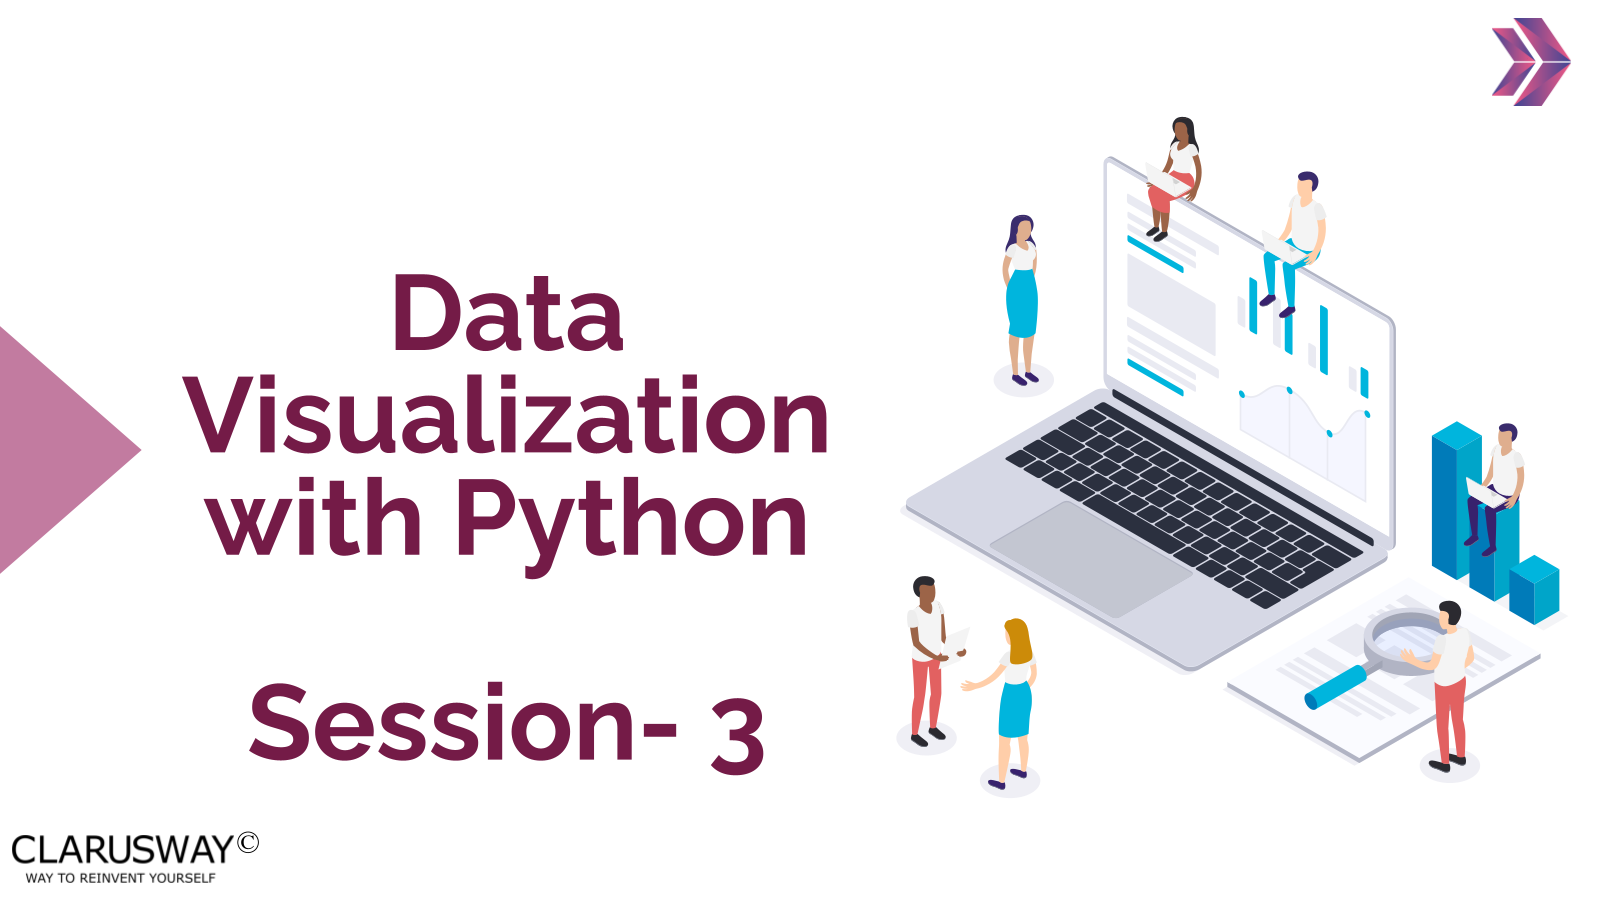 Data
Visualization
with Python
Session- 3
CLARUSWAY©
WAY TO REINVENT YOURSELF